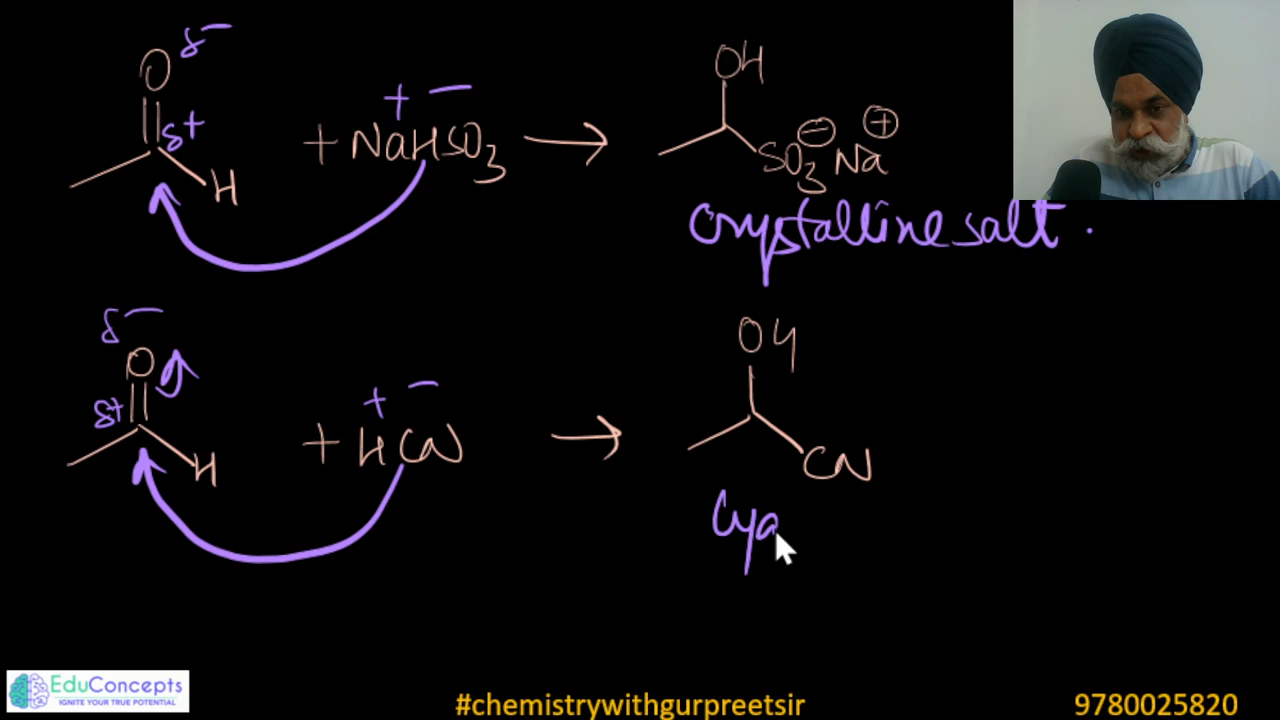 O δ−
δ+
H
+ NaHSO3 →
+ −
OH
SO3 ⊖ Na ⊕
Crystalline salt.
δ−
O
δ+
H
+ HCN →
+ −
OH
CN
Cya
EduConcepts
IGNITE YOUR TRUE POTENTIAL
#chemistrywithgurpreetsir
9780025820